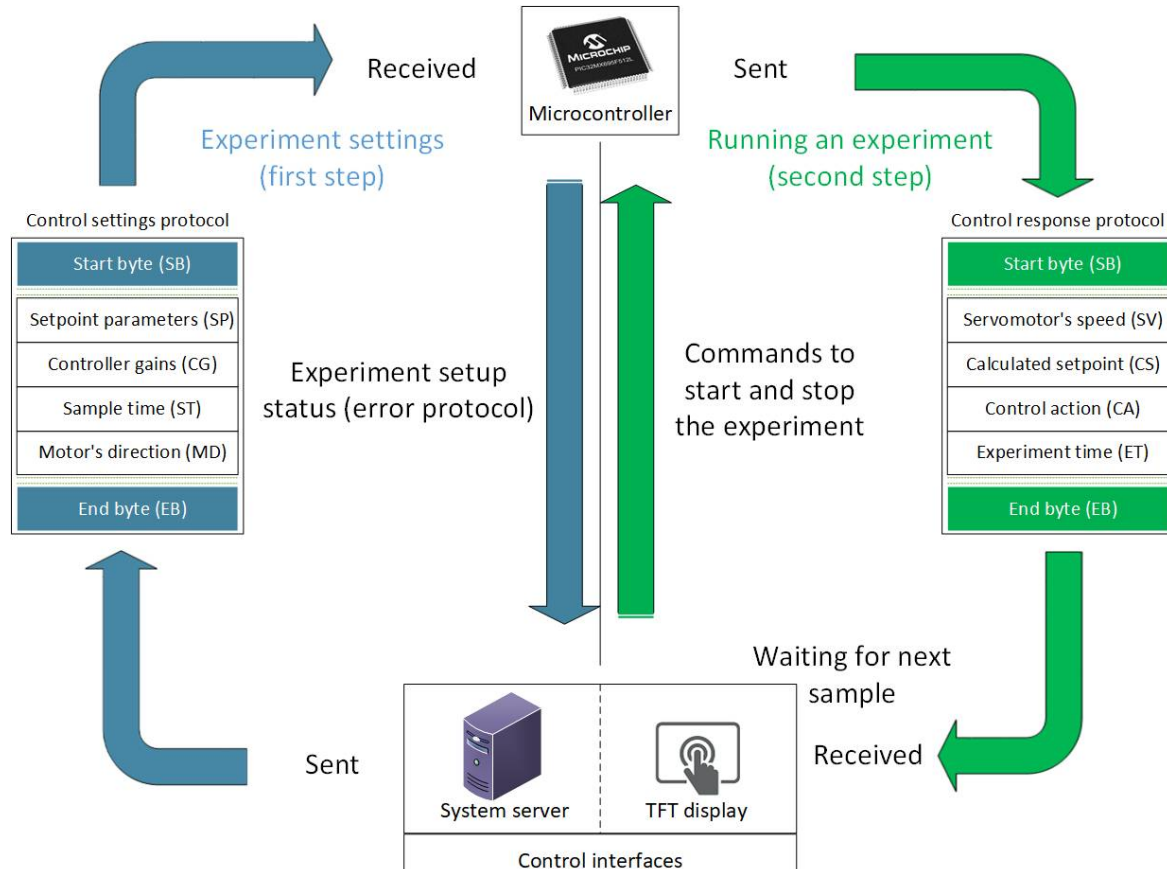 Received
MICROCHIP
PIC32MX695F512L
Microcontroller
Sent
Experiment settings
(first step)
Running an experiment
(second step)
Control settings protocol
Start byte (SB)
Setpoint parameters (SP)
Controller gains (CG)
Sample time (ST)
Motor's direction (MD)
End byte (EB)
Experiment setup
status (error protocol)
Commands to
start and stop
the experiment
Control response protocol
Start byte (SB)
Servomotor's speed (SV)
Calculated setpoint (CS)
Control action (CA)
Experiment time (ET)
End byte (EB)
Waiting for next
sample
Sent
Received
System server
TFT display
Control interfaces